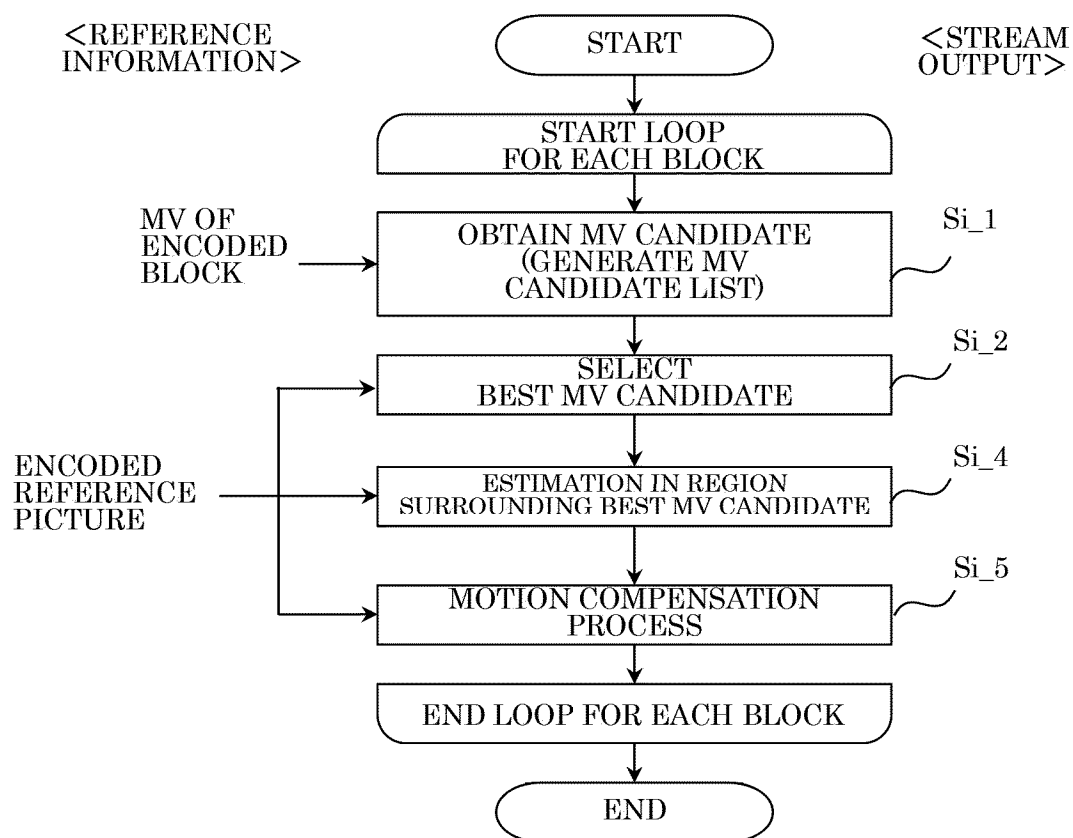 <REFERENCE
INFORMATION>
START
<STREAM
OUTPUT>
START LOOP
FOR EACH BLOCK
MV OF
ENCODED
BLOCK
OBTAIN MV CANDIDATE
(GENERATE MV
CANDIDATE LIST)
Si_1
SELECT
BEST MV CANDIDATE
Si_2
ENCODED
REFERENCE
PICTURE
ESTIMATION IN REGION
SURROUNDING BEST MV CANDIDATE
Si_4
MOTION COMPENSATION
PROCESS
Si_5
END LOOP FOR EACH BLOCK
END